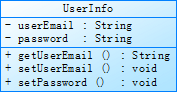 UserInfo
- userEmail : String
- password : String
+ getUserEmail () : String
+ setUserEmail () : void
+ setPassword () : void